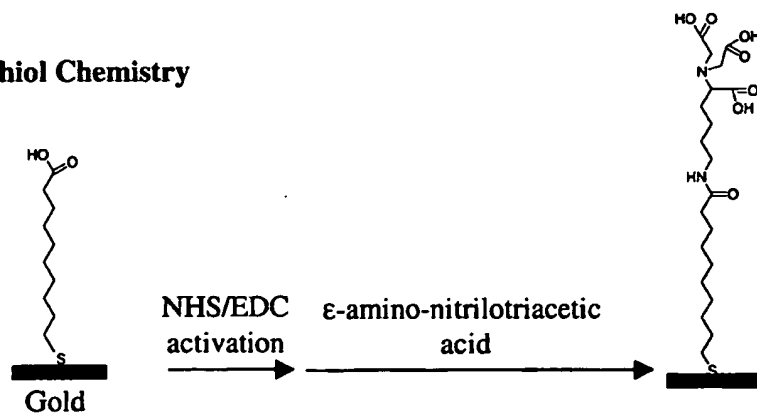 hiol Chemistry
HO
O
S
Gold
NHS/EDC
activation
ε-amino-nitrilotriacetic
acid
HO
O
OH
O
N
O
OH
HN
O
S